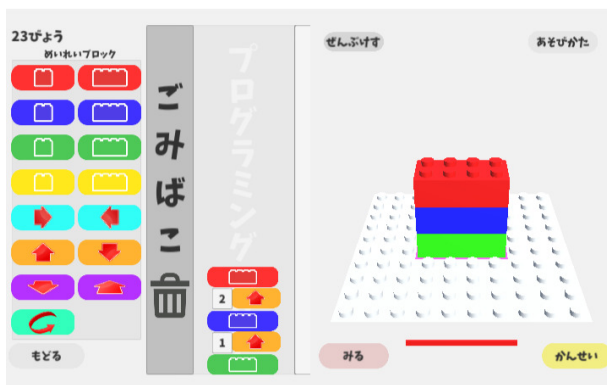 23びょう
めいれいブロック
もどる
ごみばこ
プログラミング
2
1
ぜんぶけす
あそびかた
みる
かんせい